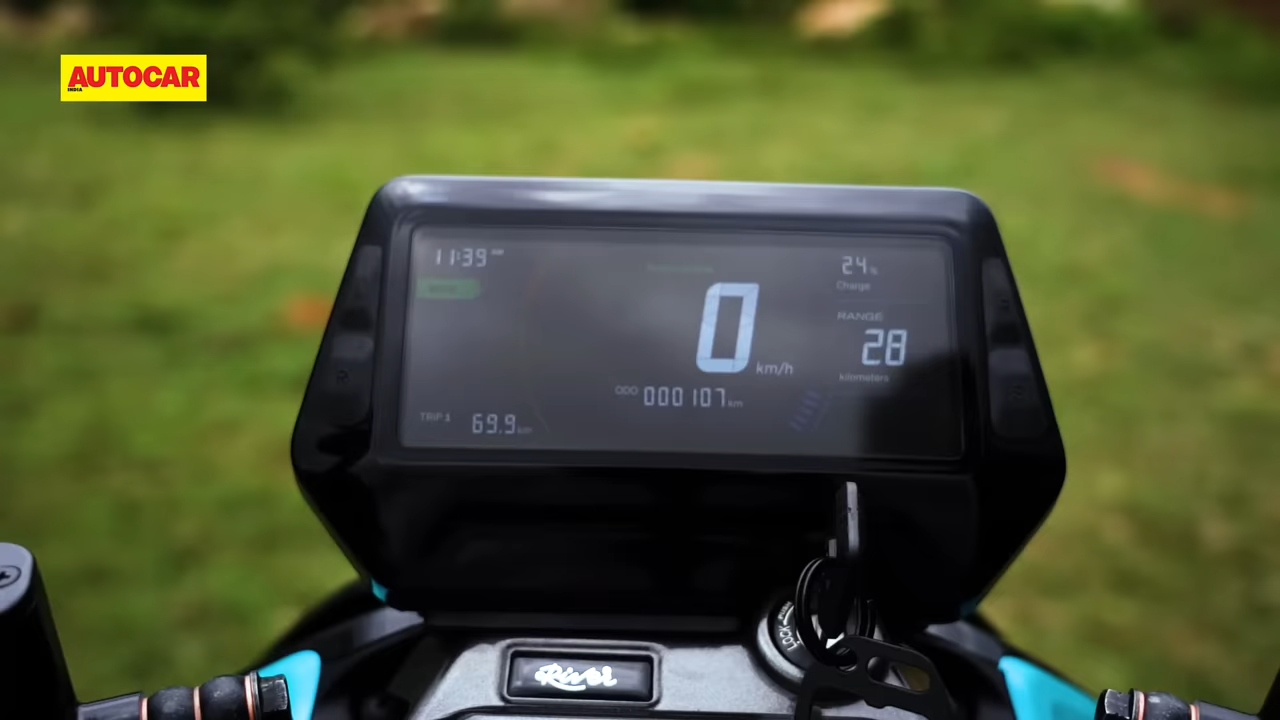 AUTOCAR
INDIA
11:39
24%
Charge
0 km/h
RANGE
28
kilometers
ODO 000107 km
TRIP 1 69.9 km
LOCK
River